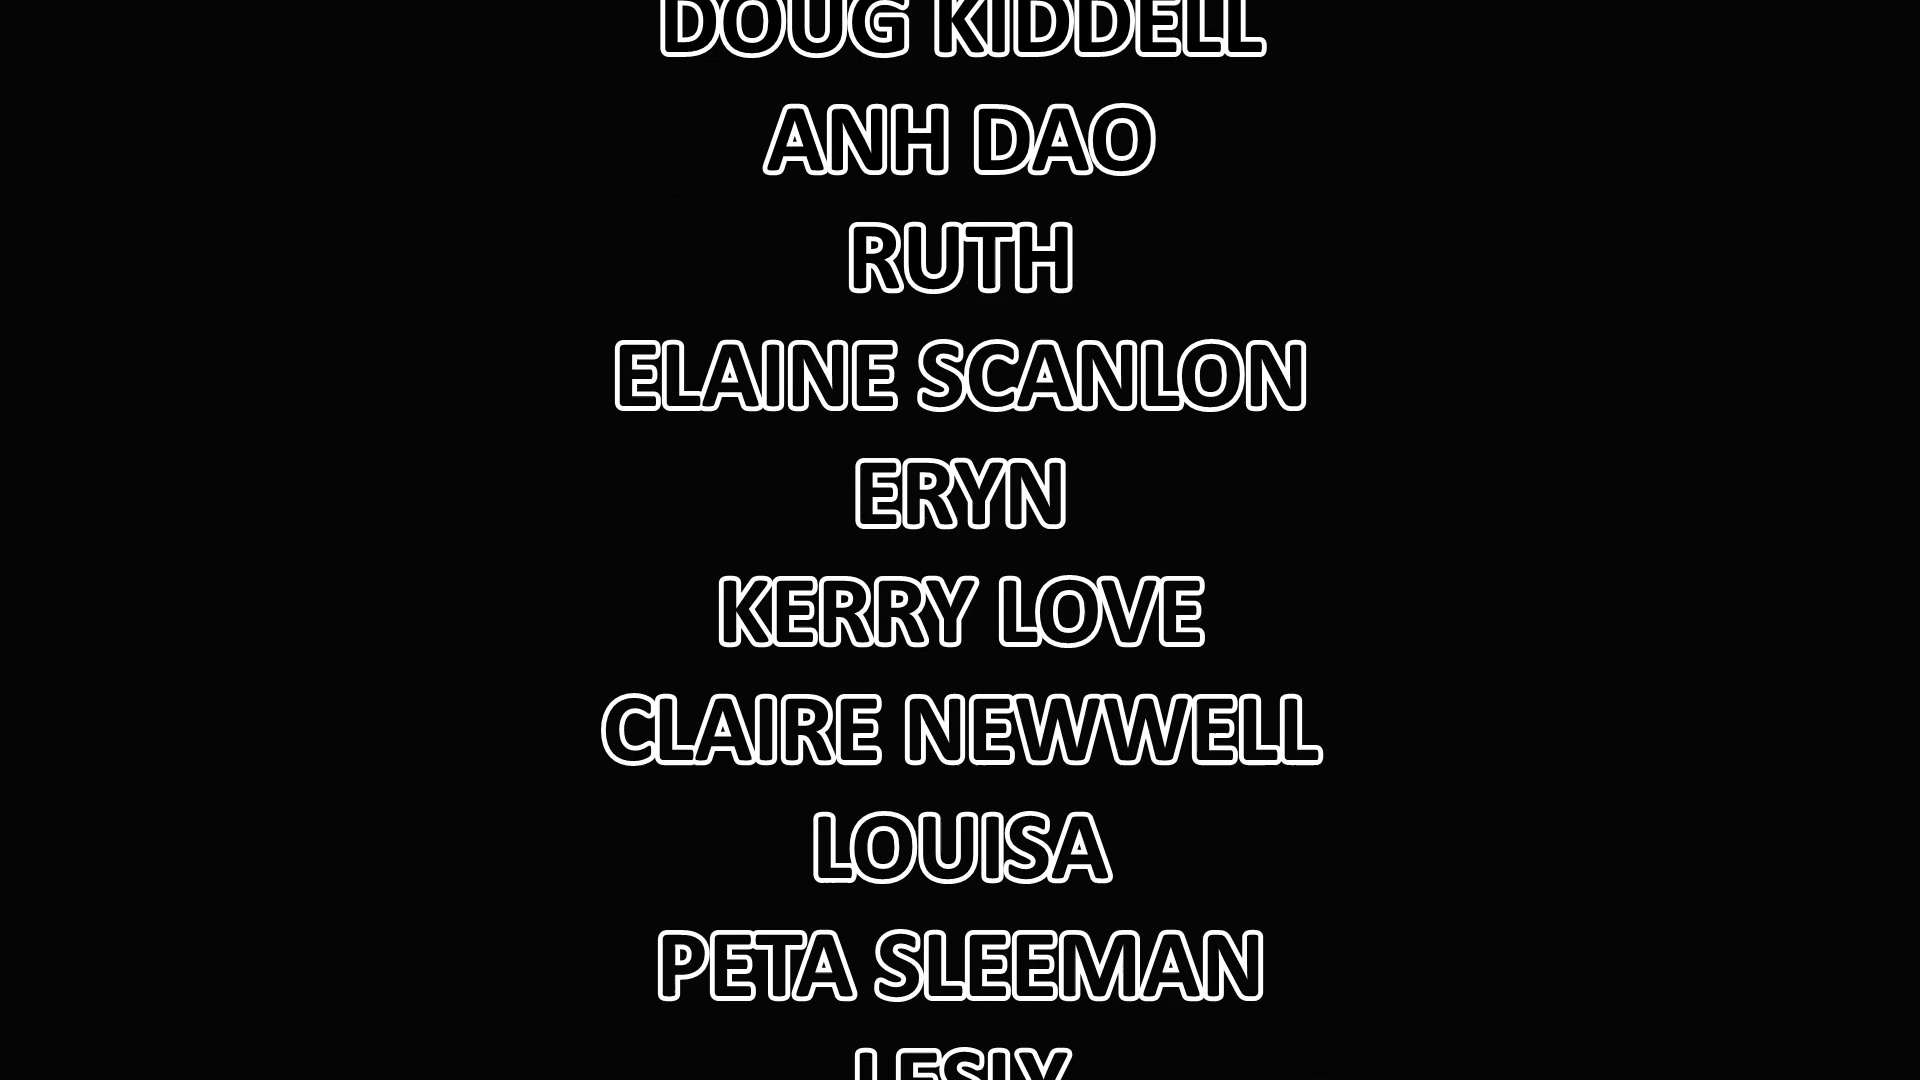 DOUG KIDDELL
ANH DAO
RUTH
ELAINE SCANLON
ERYN
KERRY LOVE
CLAIRE NEWWELL
LOUISA
PETA SLEEMAN